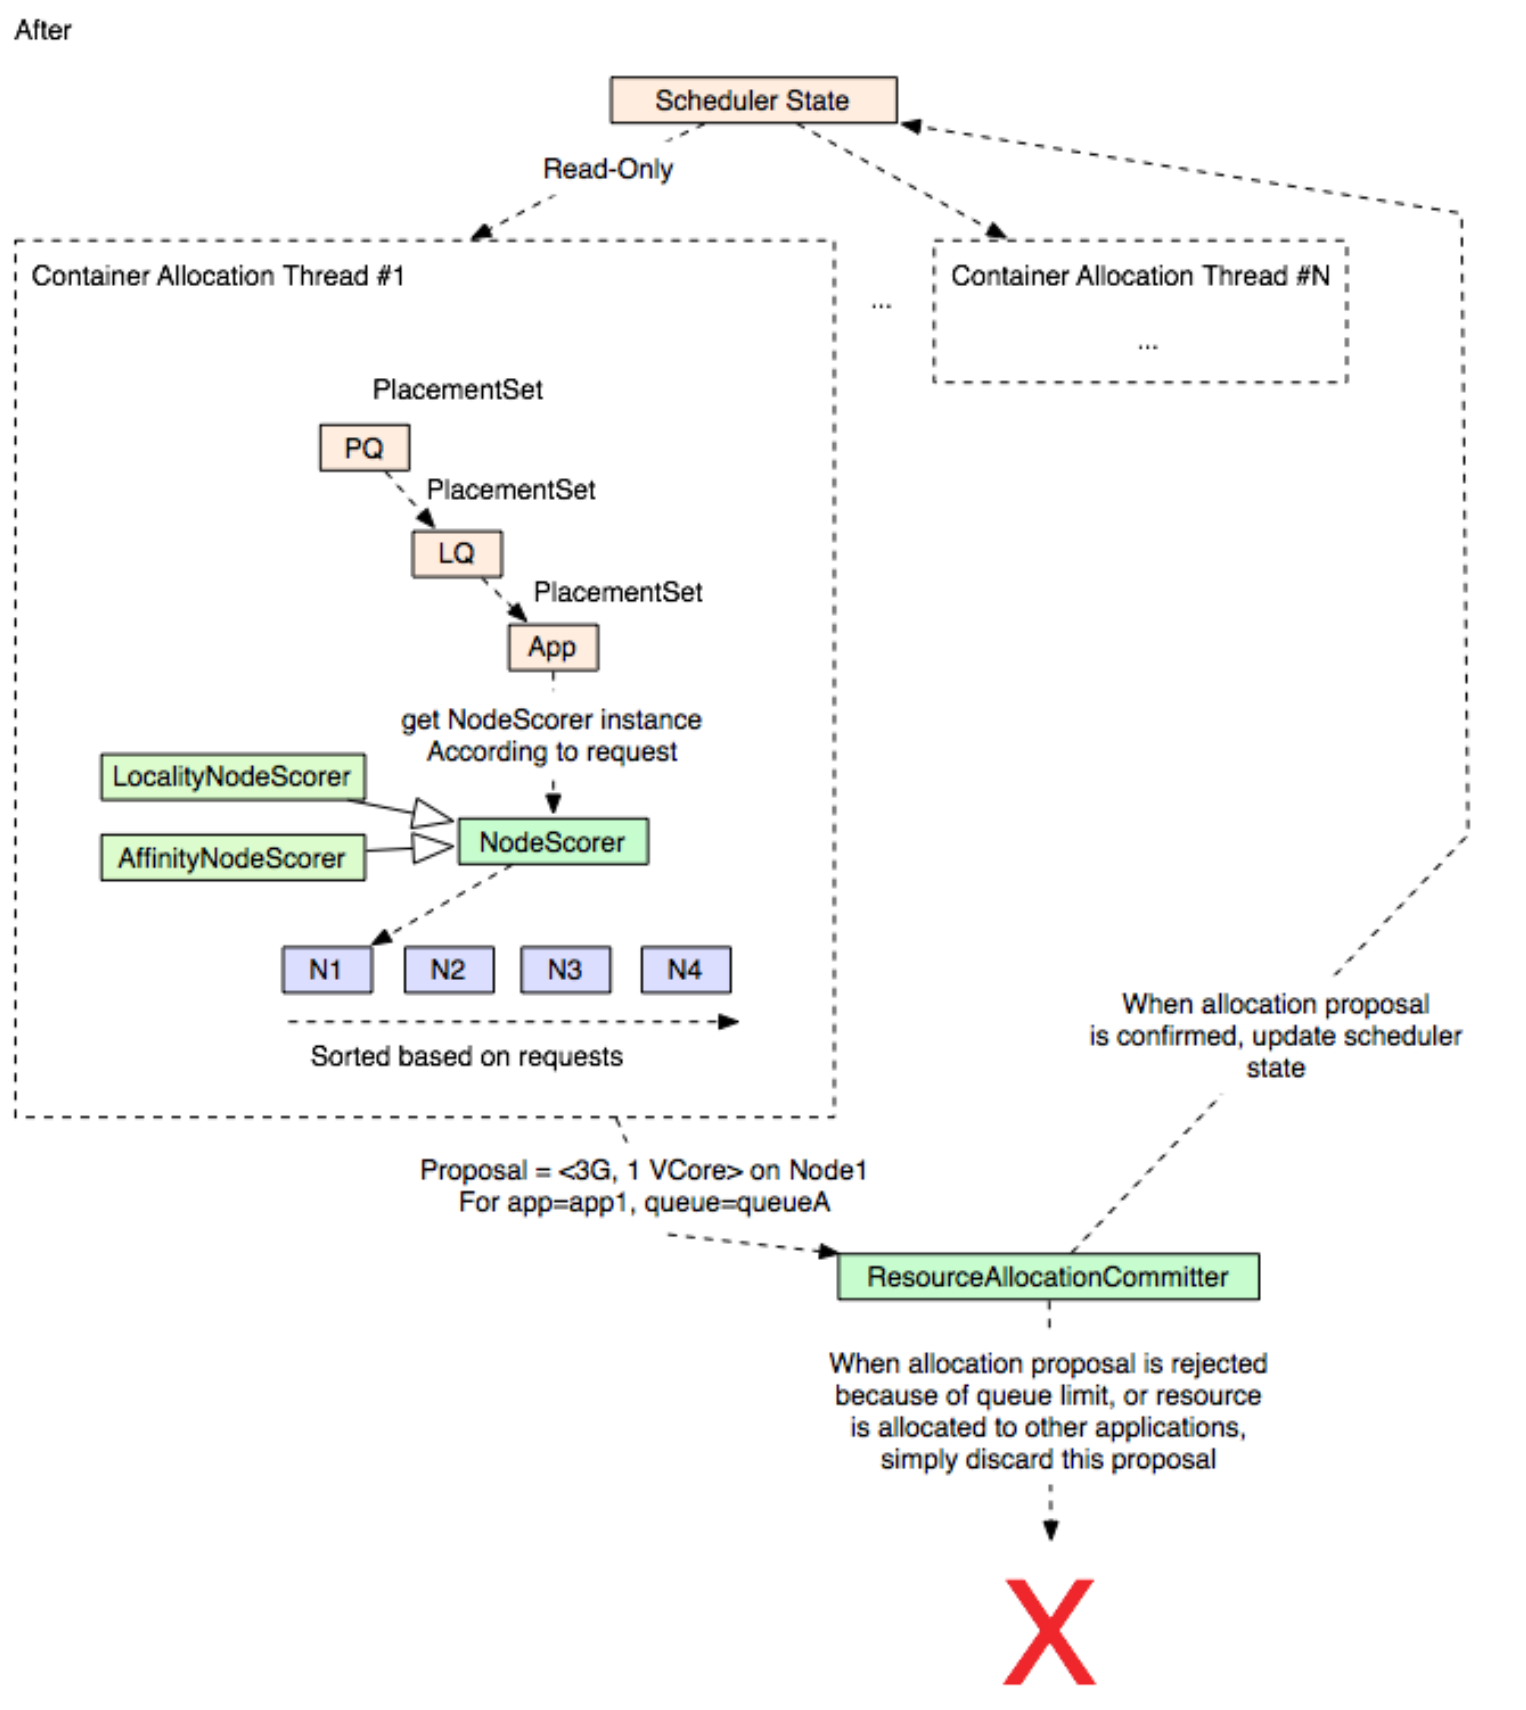 After
Scheduler State
Read-Only
Container Allocation Thread #1
...
Container Allocation Thread #N
...
PlacementSet
PQ
PlacementSet
LQ
PlacementSet
App
get NodeScorer instance
According to request
LocalityNodeScorer
AffinityNodeScorer
NodeScorer
N1
N2
N3
N4
Sorted based on requests
When allocation proposal
is confirmed, update scheduler
state
Proposal = <3G, 1 VCore> on Node1
For app=app1, queue=queueA
ResourceAllocationCommitter
When allocation proposal is rejected
because of queue limit, or resource
is allocated to other applications,
simply discard this proposal
X